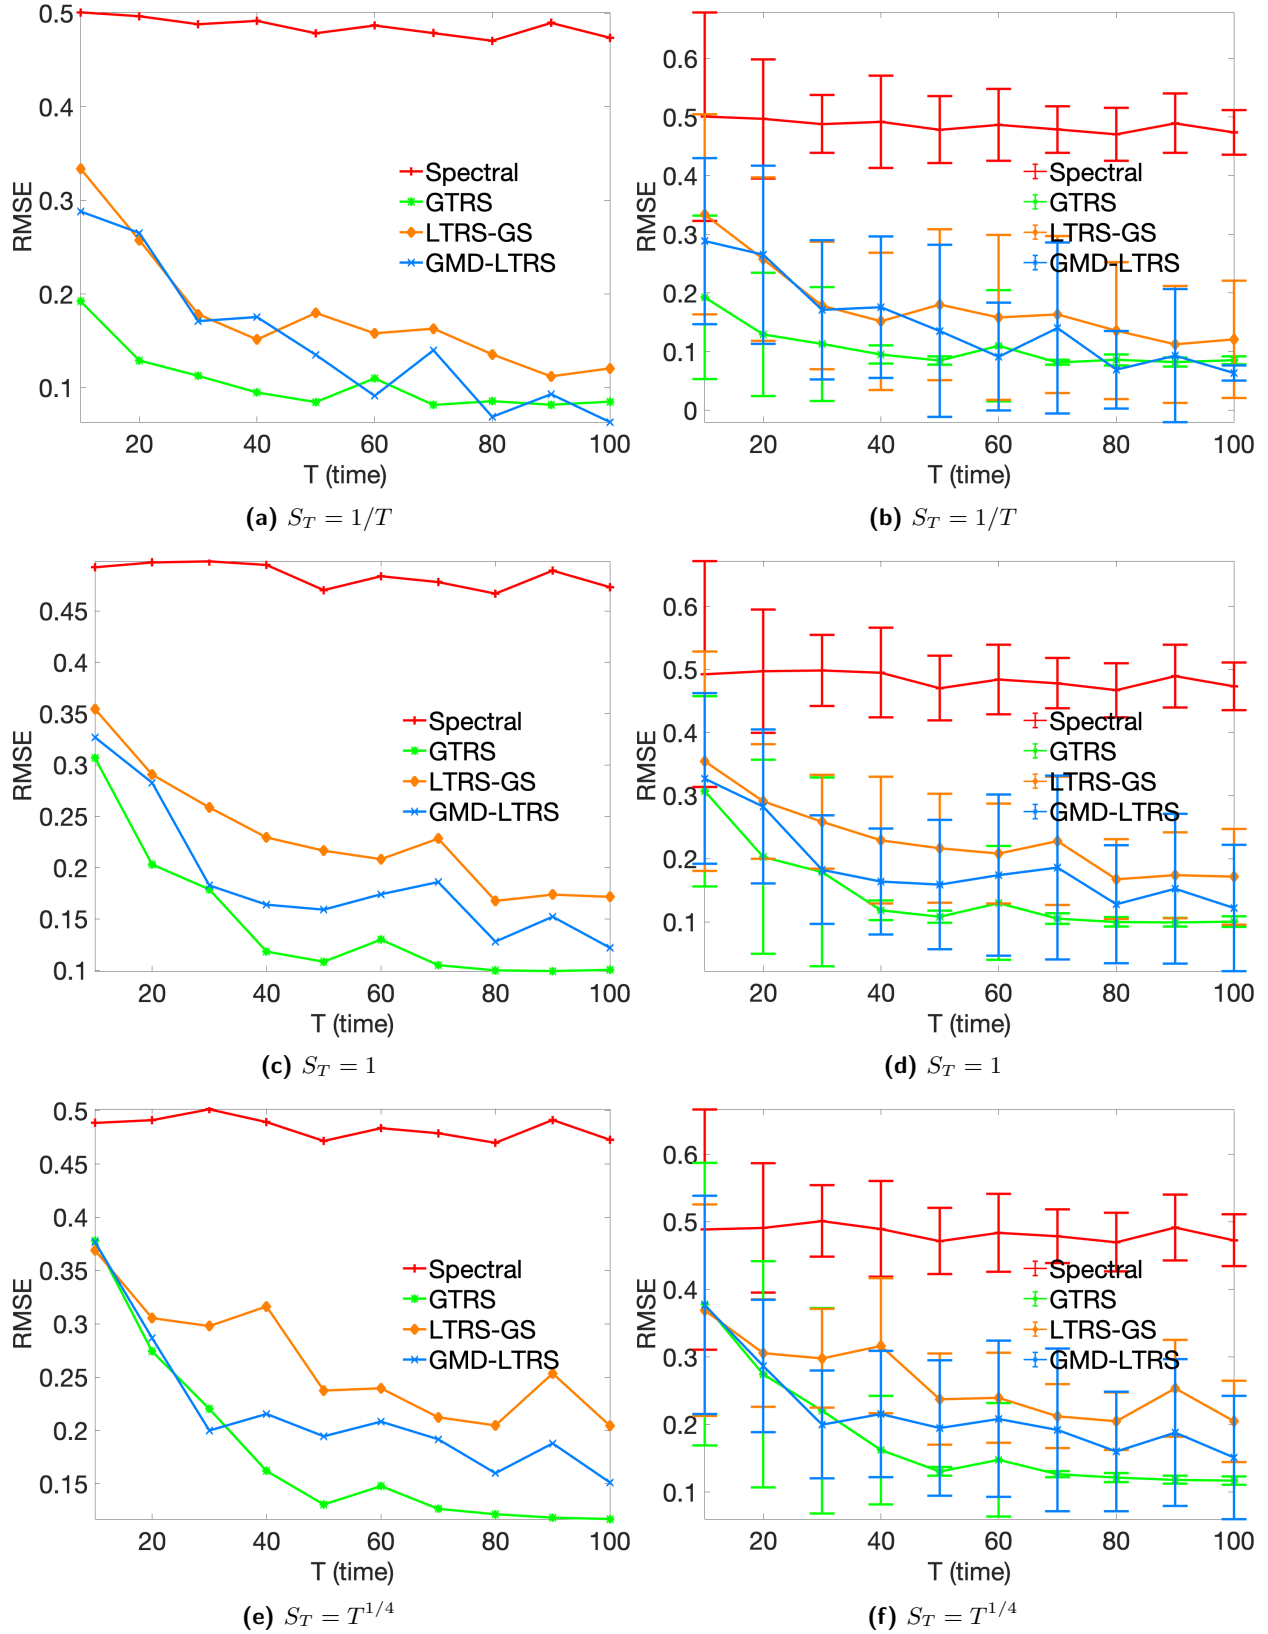 0.5
0.4
0.3
0.2
0.1
RMSE
Spectral
GTRS
LTRS-GS
GMD-LTRS
20 40 60 80 100
T (time)
(a) S_T = 1/T
0.6
0.5
0.4
0.3
0.2
0.1
0
RMSE
Spectral
GTRS
LTRS-GS
GMD-LTRS
20 40 60 80 100
T (time)
(b) S_T = 1/T
0.45
0.4
0.35
0.3
0.25
0.2
0.15
0.1
RMSE
Spectral
GTRS
LTRS-GS
GMD-LTRS
20 40 60 80 100
T (time)
(c) S_T = 1
0.6
0.5
0.4
0.3
0.2
0.1
RMSE
Spectral
GTRS
LTRS-GS
GMD-LTRS
20 40 60 80 100
T (time)
(d) S_T = 1
0.5
0.45
0.4
0.35
0.3
0.25
0.2
0.15
RMSE
Spectral
GTRS
LTRS-GS
GMD-LTRS
20 40 60 80 100
T (time)
(e) S_T = T^{1/4}
0.6
0.5
0.4
0.3
0.2
0.1
RMSE
Spectral
GTRS
LTRS-GS
GMD-LTRS
20 40 60 80 100
T (time)
(f) S_T = T^{1/4}